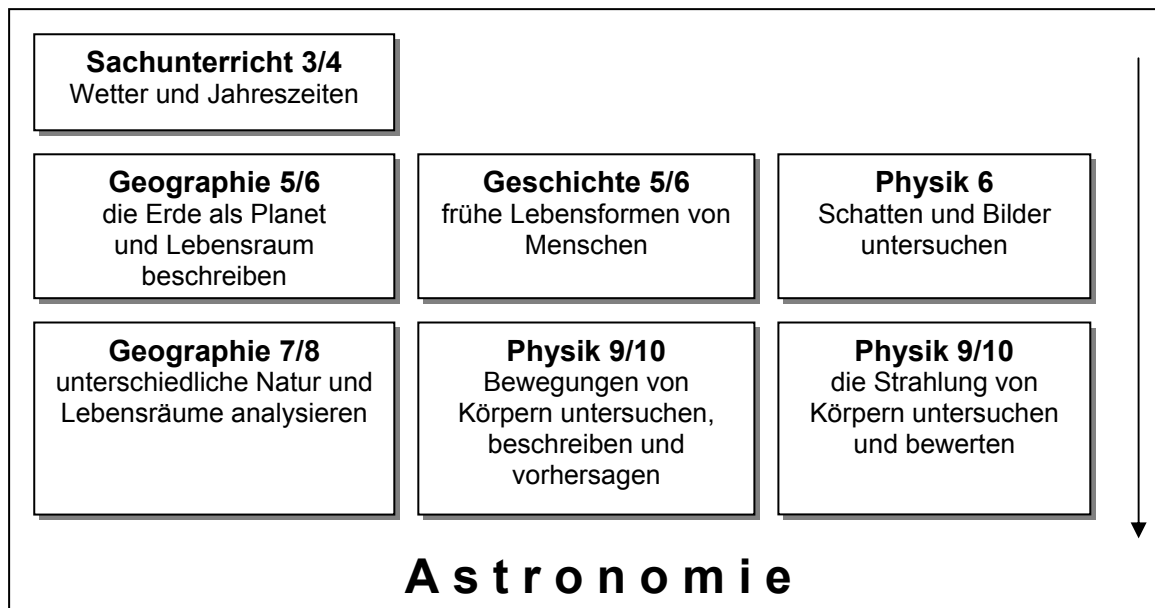 Sachunterricht 3/4
Wetter und Jahreszeiten
Geographie 5/6
die Erde als Planet
und Lebensraum
beschreiben
Geschichte 5/6
frühe Lebensformen von
Menschen
Physik 6
Schatten und Bilder
untersuchen
Geographie 7/8
unterschiedliche Natur und
Lebensräume analysieren
Physik 9/10
Bewegungen von
Körpern untersuchen,
beschreiben und
vorhersagen
Physik 9/10
die Strahlung von
Körpern untersuchen
und bewerten
Astronomie